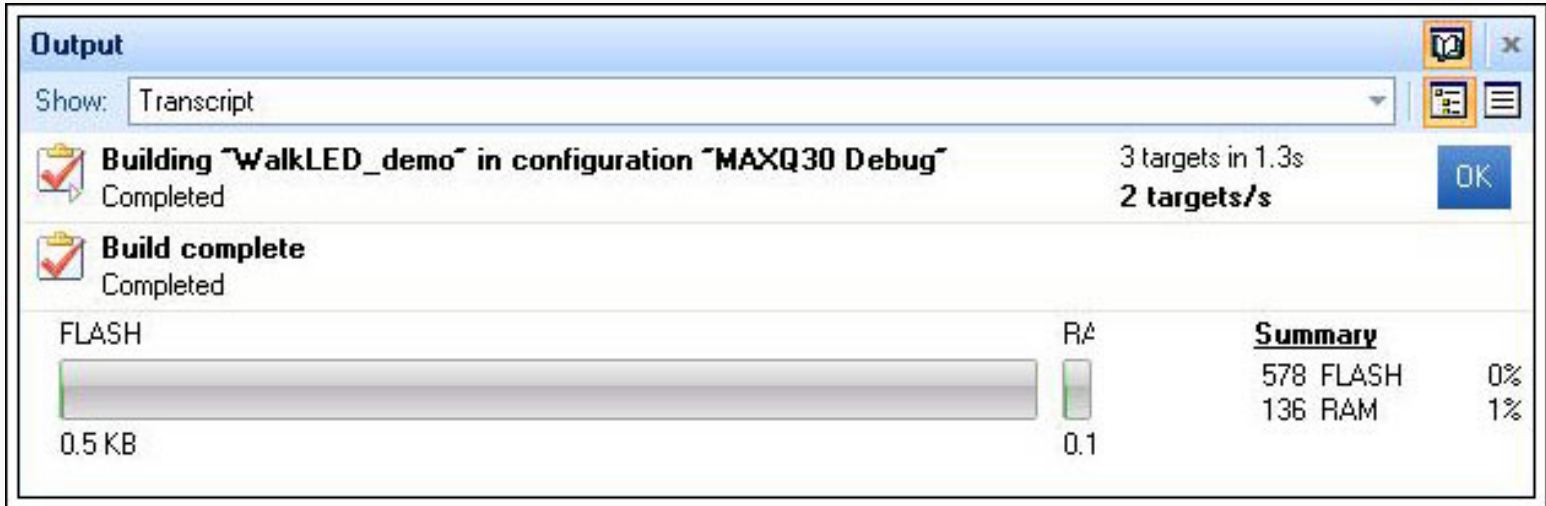 Output
Show: Transcript
Building "WalkLED_demo" in configuration "MAXQ30 Debug" 3 targets in 1.3s OK
Completed 2 targets/s
Build complete
Completed
FLASH RA Summary
578 FLASH 0%
136 RAM 1%
0.5 KB 0.1